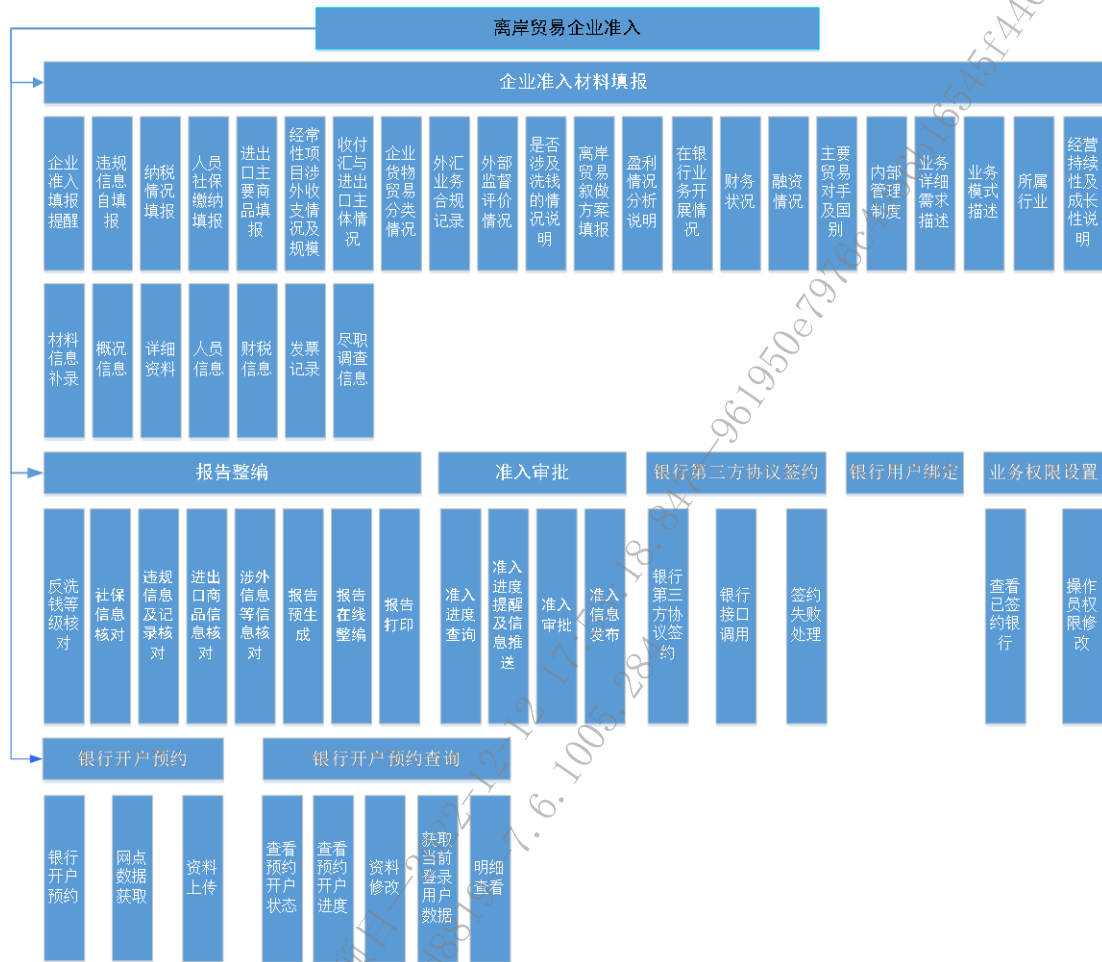 离岸贸易企业准入
企业准入材料填报
企业准入填报提醒
违规信息自填报
纳税情况填报
人员社保缴纳填报
进出口主要商品填报
经常性项目涉外收支情况及规模
收付汇与进出口主体情况
企业货物贸易分类情况
外汇业务合规记录
外部监督评价情况
是否涉及洗钱的情况说明
离岸贸易叙做方案填报
盈利情况分析说明
在银行业务开展情况
财务状况
融资情况
主要贸易对手及国别
内部管理制度
业务详细需求描述
业务模式描述
所属行业
经营持续性及成长性说明
材料信息补录
概况信息
详细资料
人员信息
财税信息
发票记录
尽职调查信息
报告整编
准入审批
银行第三方协议签约
银行用户绑定
业务权限设置
反洗钱等级核对
社保信息核对
违规信息及记录核对
进出口商品信息核对
涉外信息等信息核对
报告预生成
报告在线整编
报告打印
准入进度查询
准入进度提醒及信息推送
准入审批
准入信息发布
银行第三方协议签约
银行接口调用
签约失败处理
查看已签约银行
操作员权限修改
银行开户预约
银行开户预约查询
银行开户预约
网点数据获取
资料上传
查看预约开户状态
查看预约开户进度
资料修改
获取当前登录用户数据
明细查看